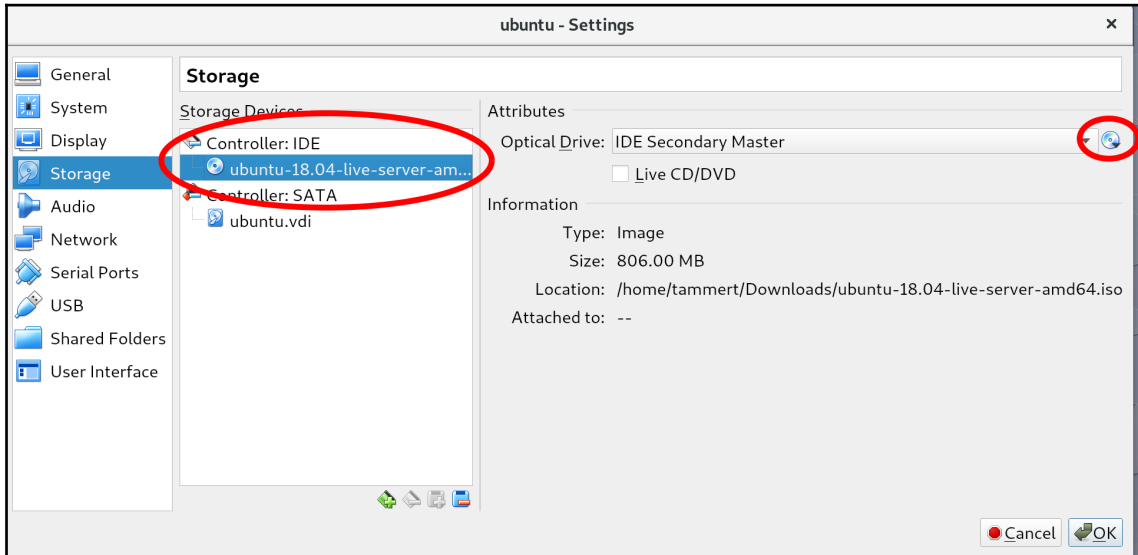 ubuntu - Settings
General
System
Display
Storage
Audio
Network
Serial Ports
USB
Shared Folders
User Interface
Storage
Storage Devices
Controller: IDE
ubuntu-18.04-live-server-am...
Controller: SATA
ubuntu.vdi
Attributes
Optical Drive: IDE Secondary Master
Live CD/DVD
Information
Type: Image
Size: 806.00 MB
Location: /home/tammert/Downloads/ubuntu-18.04-live-server-amd64.iso
Attached to: --
Cancel OK